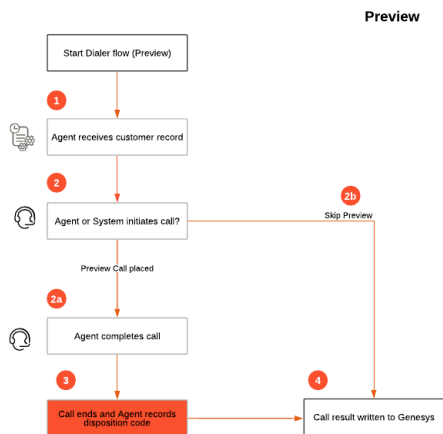 Preview
Start Dialer flow (Preview)
1
Agent receives customer record
2
Agent or System initiates call?
2b
Skip Preview
Preview Call placed
2a
Agent completes call
3
Call ends and Agent records
disposition code
4
Call result written to Genesys